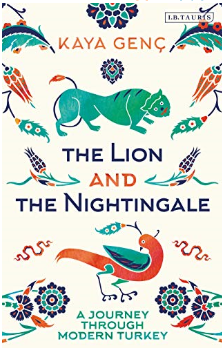 I.B.TAURIS
KAYA GENÇ
THE LION
AND
THE NIGHTINGALE
A JOURNEY
THROUGH
MODERN TURKEY